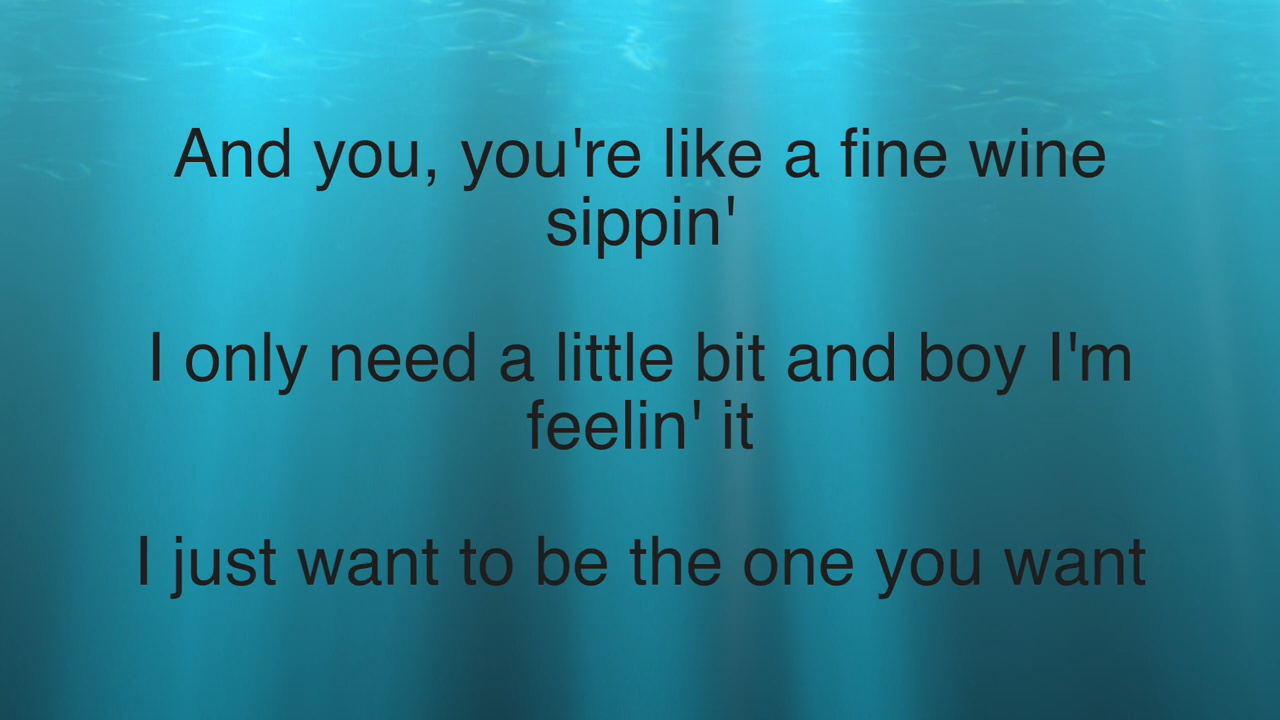 And you, you're like a fine wine
sippin'
I only need a little bit and boy I'm
feelin' it
I just want to be the one you want